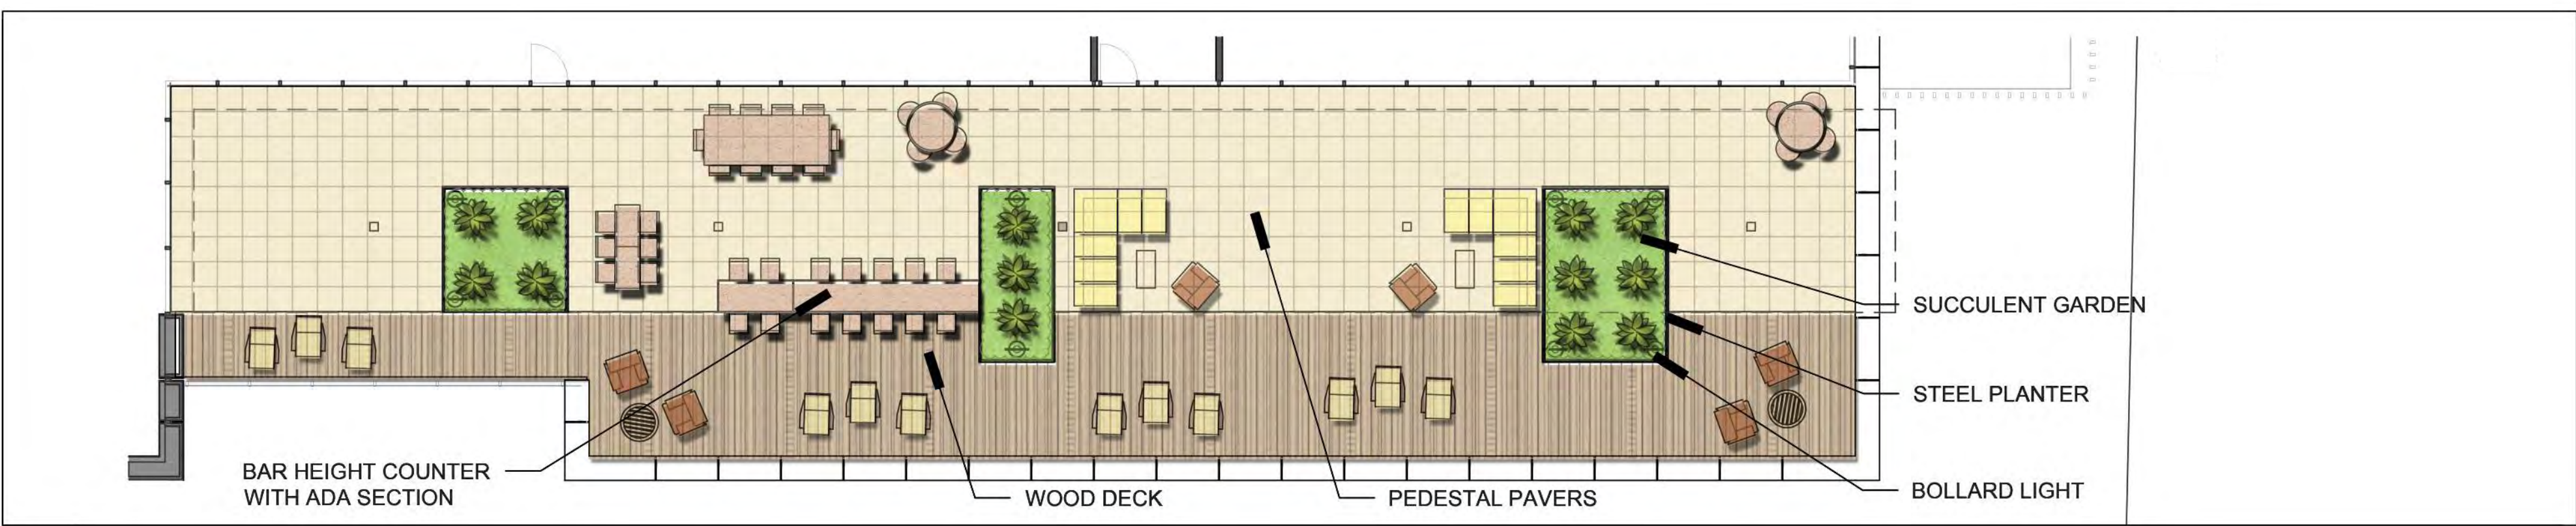 SUCCULENT GARDEN
STEEL PLANTER
BAR HEIGHT COUNTER
WITH ADA SECTION
WOOD DECK
PEDESTAL PAVERS
BOLLARD LIGHT